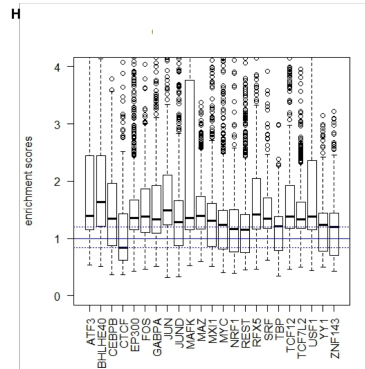 H
enrichment scores
4
3
2
1
0
ATF3
BHLHE40
CEBPB
CTCF
EP300
FOS
GABPA
JUN
JUND
MAFK
MAZ
MXI1
MYC
NRF1
REST
RFX5
SRF
TBP
TCF12
TCF7L2
USF1
YY1
ZNF143